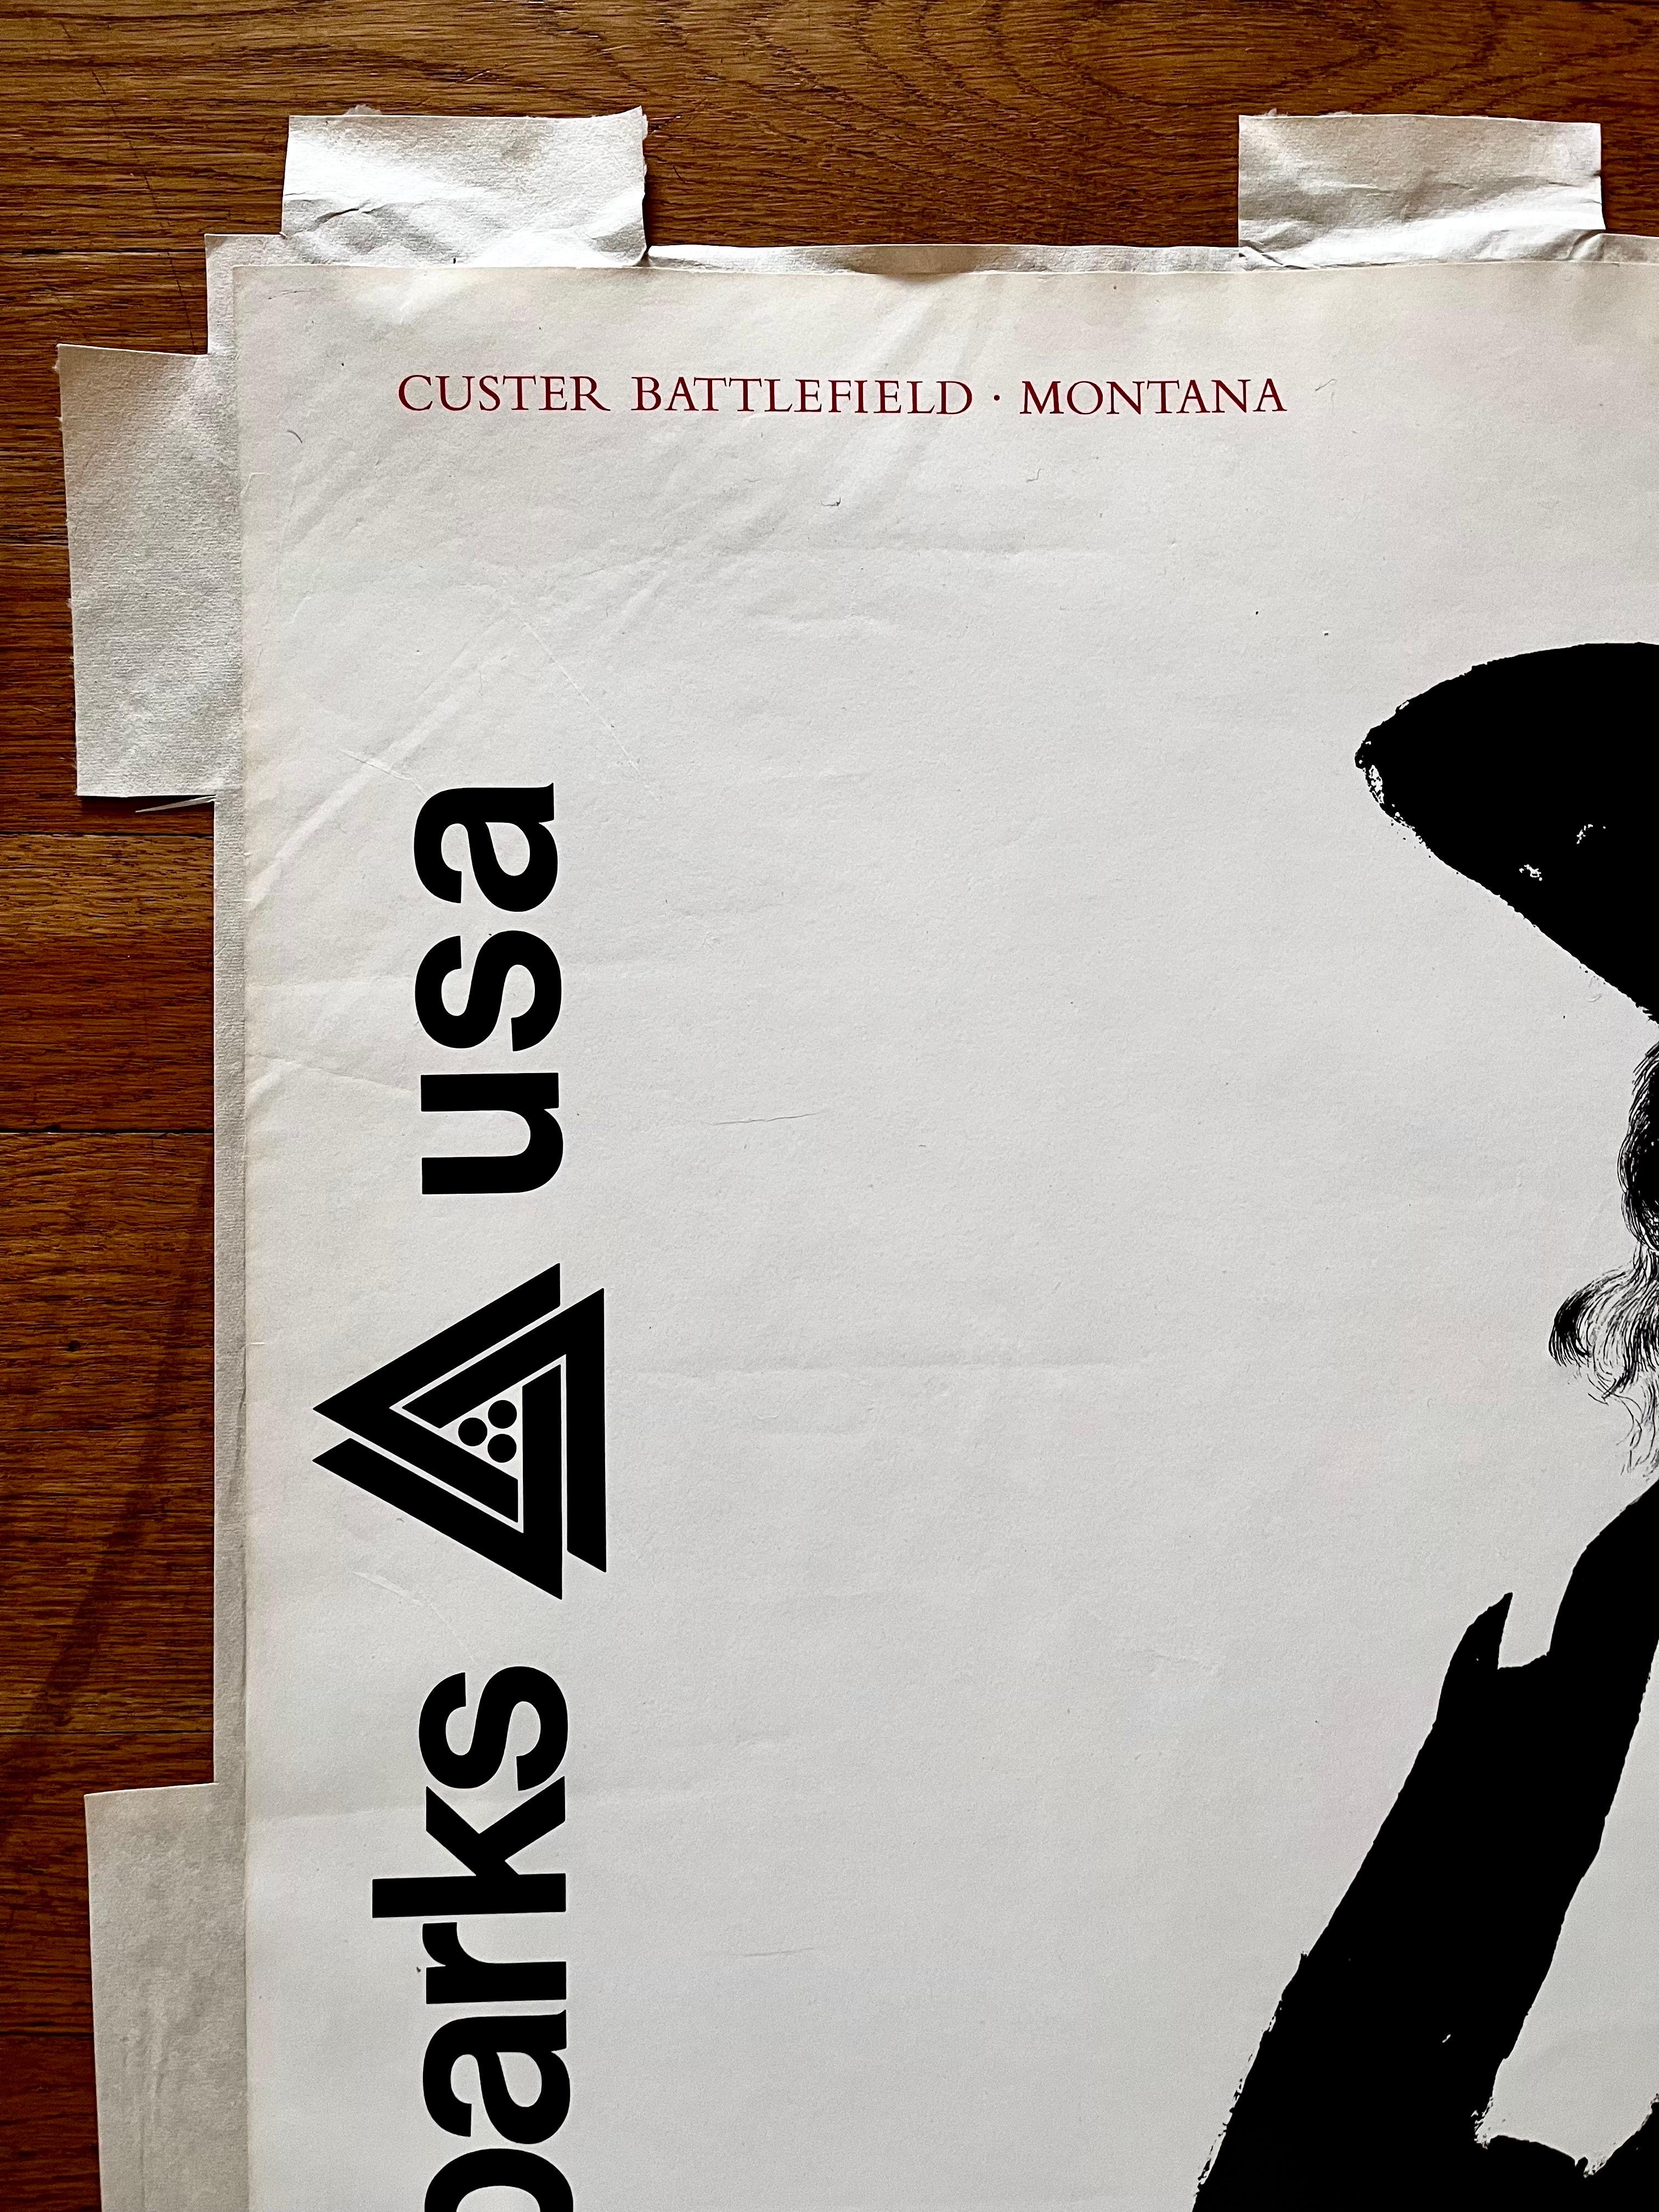 CUSTER BATTLEFIELD · MONTANA
parks usa